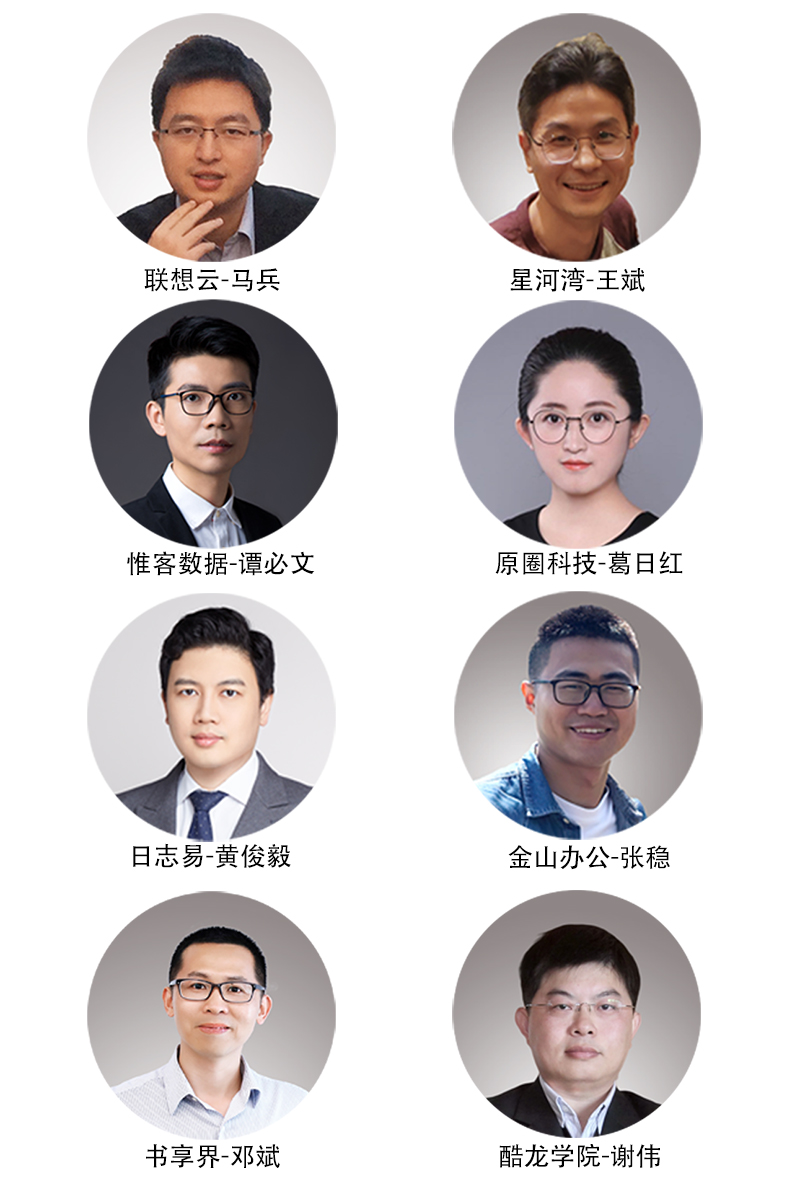 联想云-马兵
星河湾-王斌
惟客数据-谭必文
原圈科技-葛日红
日志易-黄俊毅
金山办公-张稳
书享界-邓斌
酷龙学院-谢伟